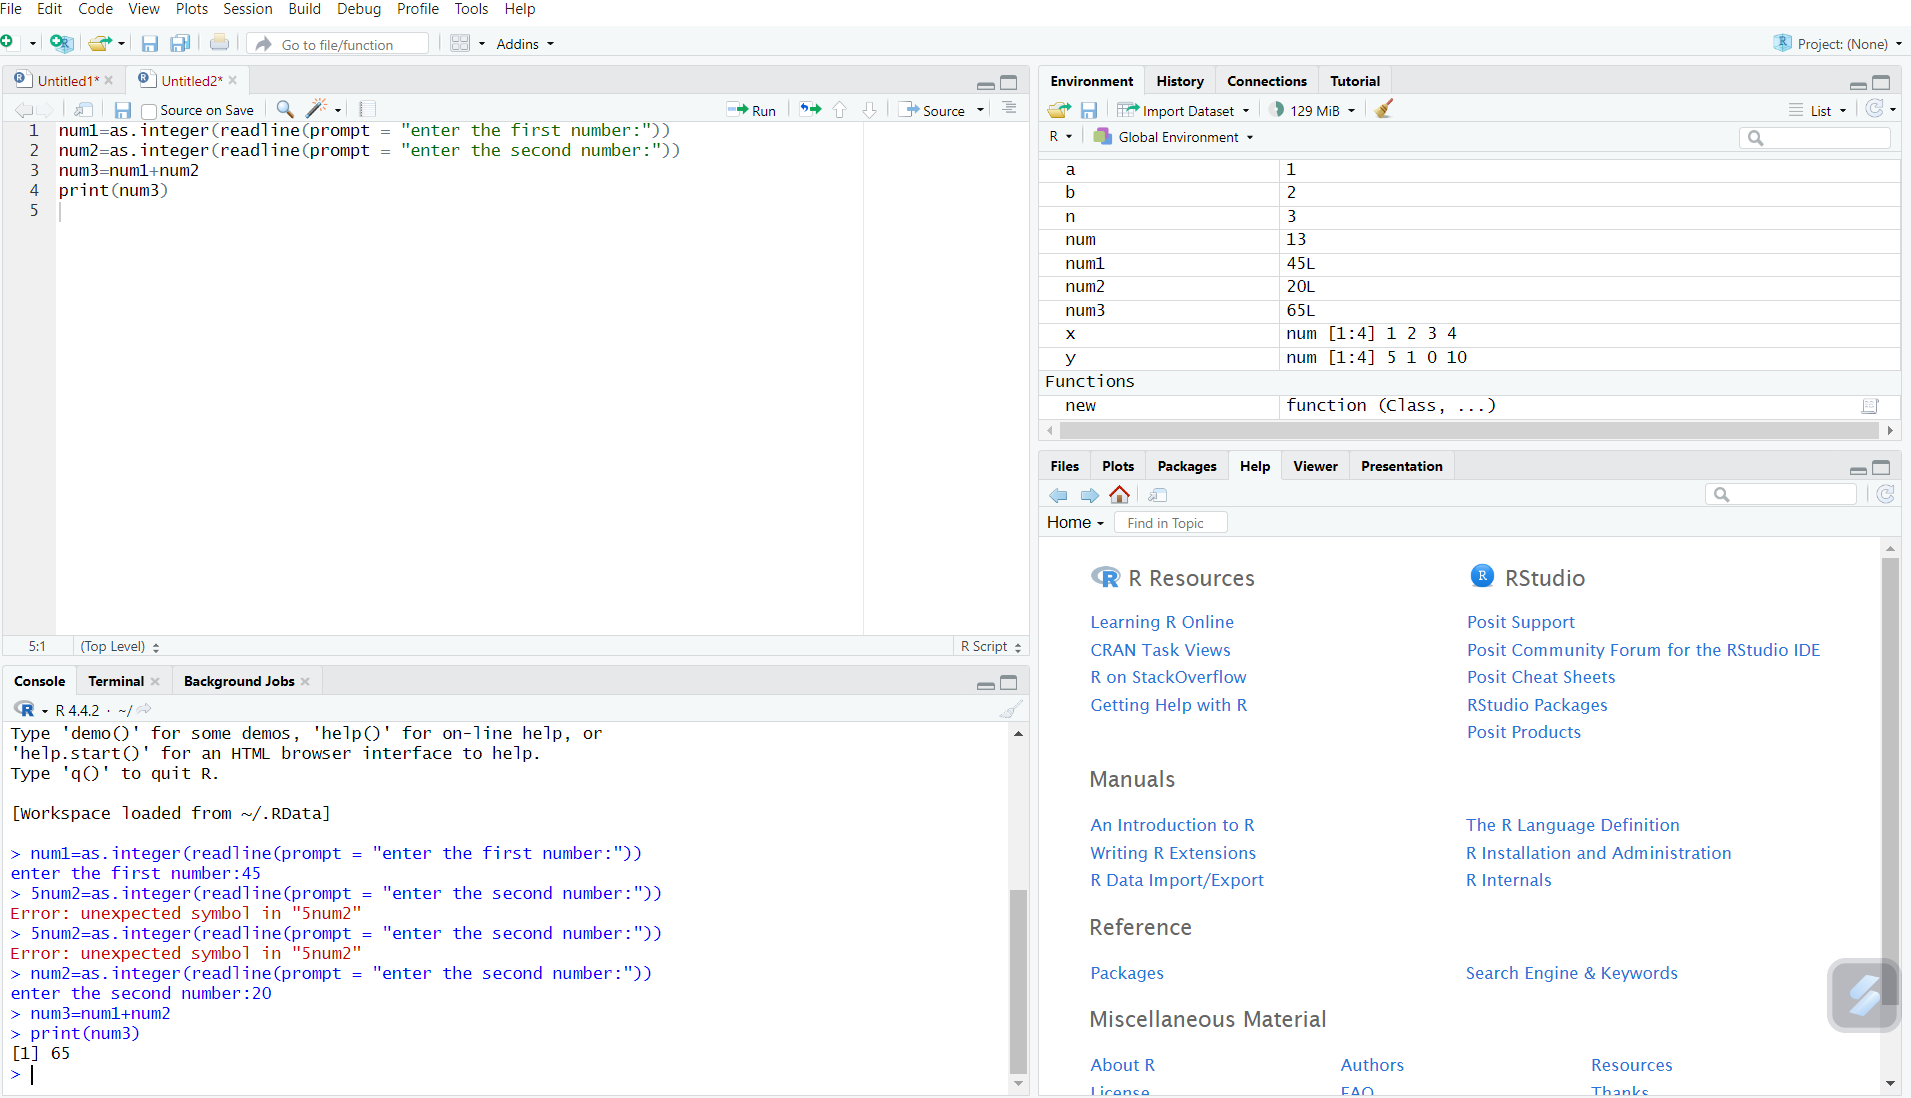 File Edit Code View Plots Session Build Debug Profile Tools Help
Go to file/function Addins Project: (None)
Untitled1* Untitled2*
Source on Save Run Source
1 num1=as.integer(readline(prompt = "enter the first number:"))
2 num2=as.integer(readline(prompt = "enter the second number:"))
3 num3=num1+num2
4 print(num3)
5
5:1 (Top Level) R Script
Console Terminal Background Jobs
R 4.4.2 · ~/
Type 'demo()' for some demos, 'help()' for on-line help, or
'help.start()' for an HTML browser interface to help.
Type 'q()' to quit R.
[Workspace loaded from ~/.RData]
> num1=as.integer(readline(prompt = "enter the first number:"))
enter the first number:45
> 5num2=as.integer(readline(prompt = "enter the second number:"))
Error: unexpected symbol in "5num2"
> 5num2=as.integer(readline(prompt = "enter the second number:"))
Error: unexpected symbol in "5num2"
> num2=as.integer(readline(prompt = "enter the second number:"))
enter the second number:20
> num3=num1+num2
> print(num3)
[1] 65
>
Environment History Connections Tutorial
Import Dataset 129 MiB List
R Global Environment
a 1
b 2
n 3
num 13
num1 45L
num2 20L
num3 65L
x num [1:4] 1 2 3 4
y num [1:4] 5 1 0 10
Functions
new function (Class, ...)
Files Plots Packages Help Viewer Presentation
Home Find in Topic
R Resources
Learning R Online
CRAN Task Views
R on StackOverflow
Getting Help with R
R RStudio
Posit Support
Posit Community Forum for the RStudio IDE
Posit Cheat Sheets
RStudio Packages
Posit Products
Manuals
An Introduction to R The R Language Definition
Writing R Extensions R Installation and Administration
R Data Import/Export R Internals
Reference
Packages Search Engine & Keywords
Miscellaneous Material
About R Authors Resources
License FAQ Thanks